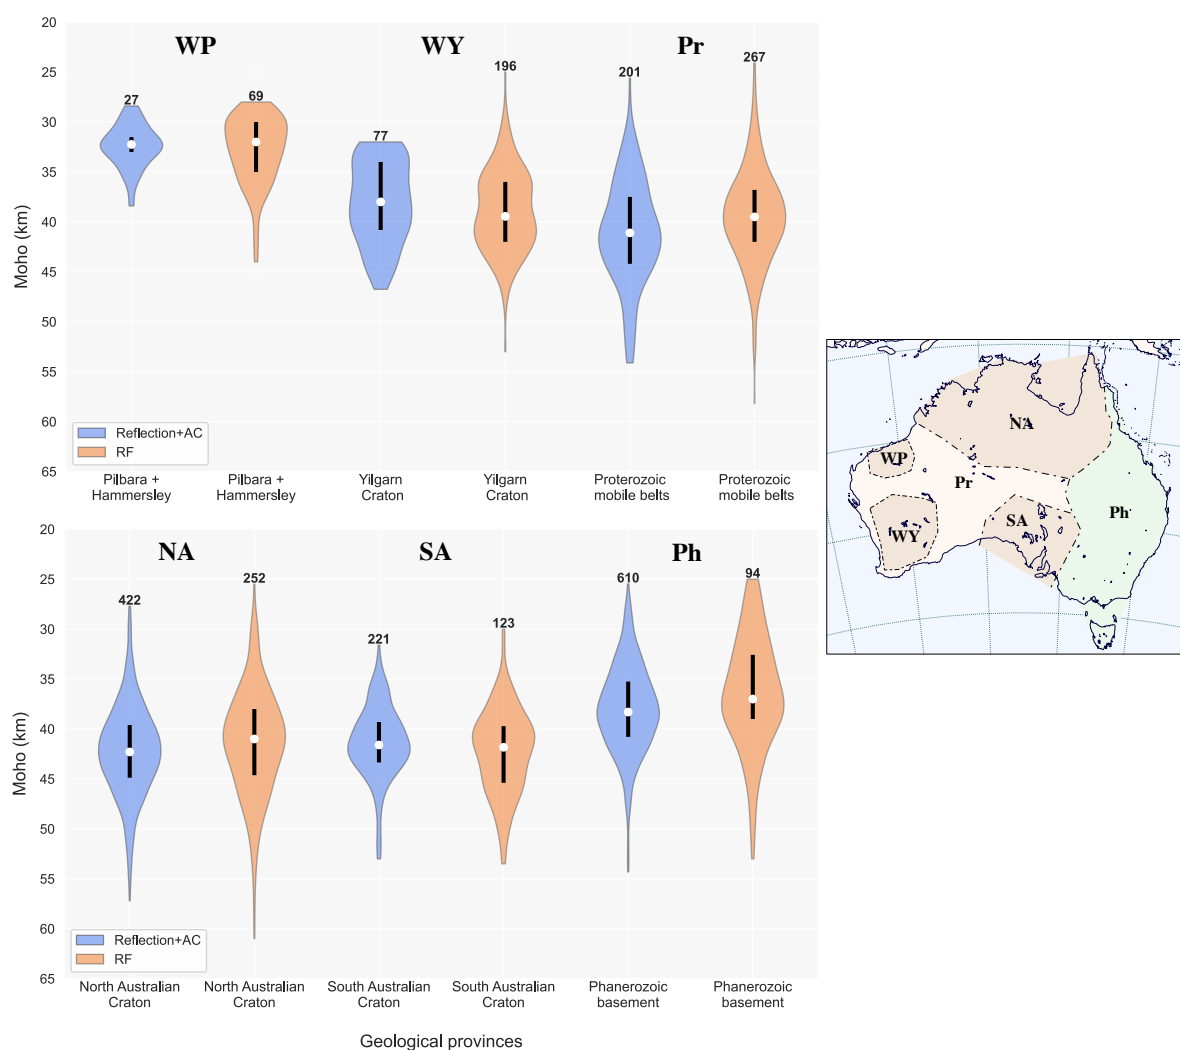 WP WY Pr
27 69 77 196 201 267
20
25
30
35
40
45
50
55
60
65
Moho (km)
Reflection+AC
RF
Pilbara + Hammersley
Pilbara + Hammersley
Yilgarn Craton
Yilgarn Craton
Proterozoic mobile belts
Proterozoic mobile belts
NA SA Ph
422 252 221 123 610 94
20
25
30
35
40
45
50
55
60
65
Moho (km)
Reflection+AC
RF
North Australian Craton
North Australian Craton
South Australian Craton
South Australian Craton
Phanerozoic basement
Phanerozoic basement
Geological provinces
NA
WP
Pr
SA
Ph
WY